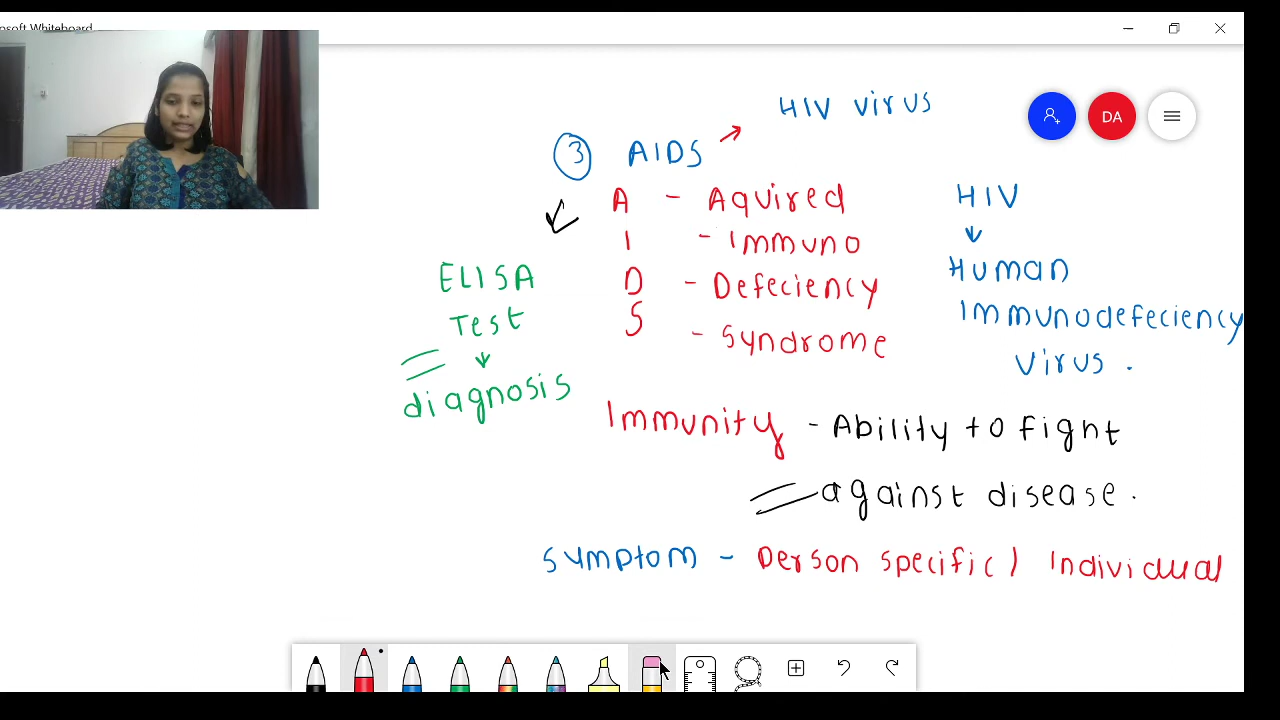 osoft Whiteboard
HIV virus
3 AIDS
DA
A - Aquired
I - Immuno
D - Defeciency
S - Syndrome
HIV
Human
Immunodefeciency
Virus.
ELISA
Test
diagnosis
Immunity - Ability to fight
against disease.
Symptom - Person specific / Individual